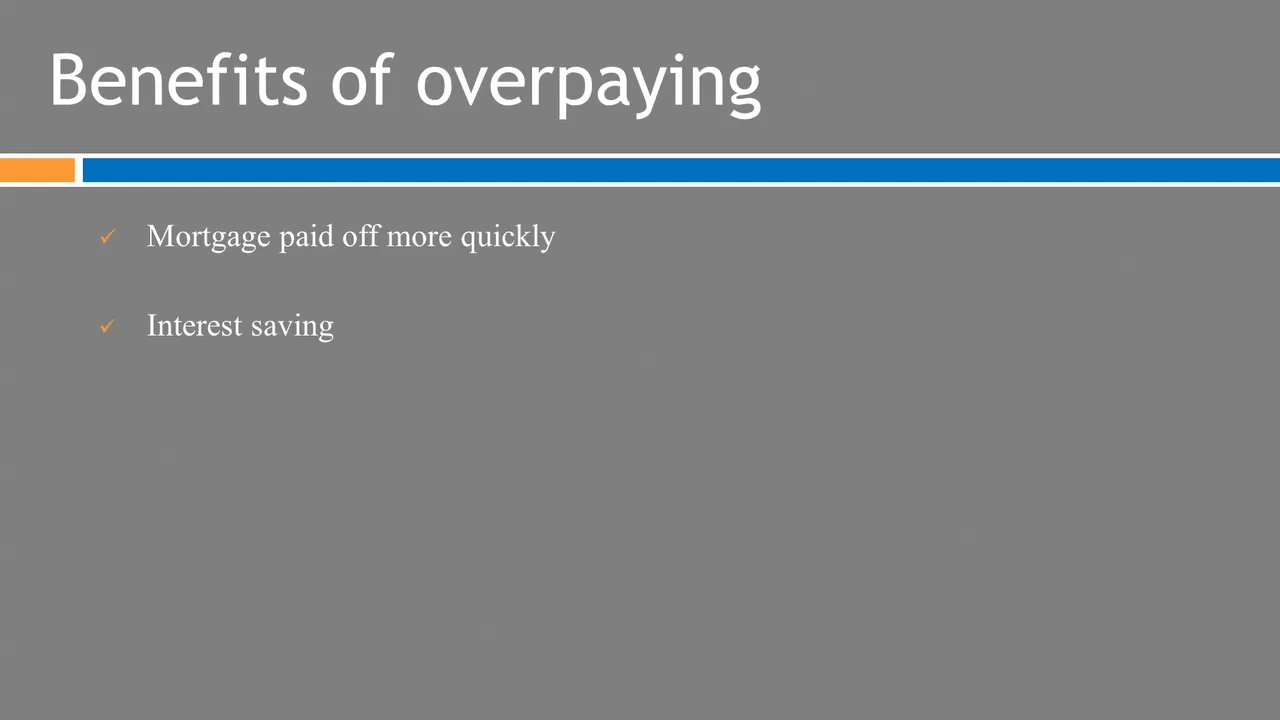 Benefits of overpaying
✓ Mortgage paid off more quickly
✓ Interest saving